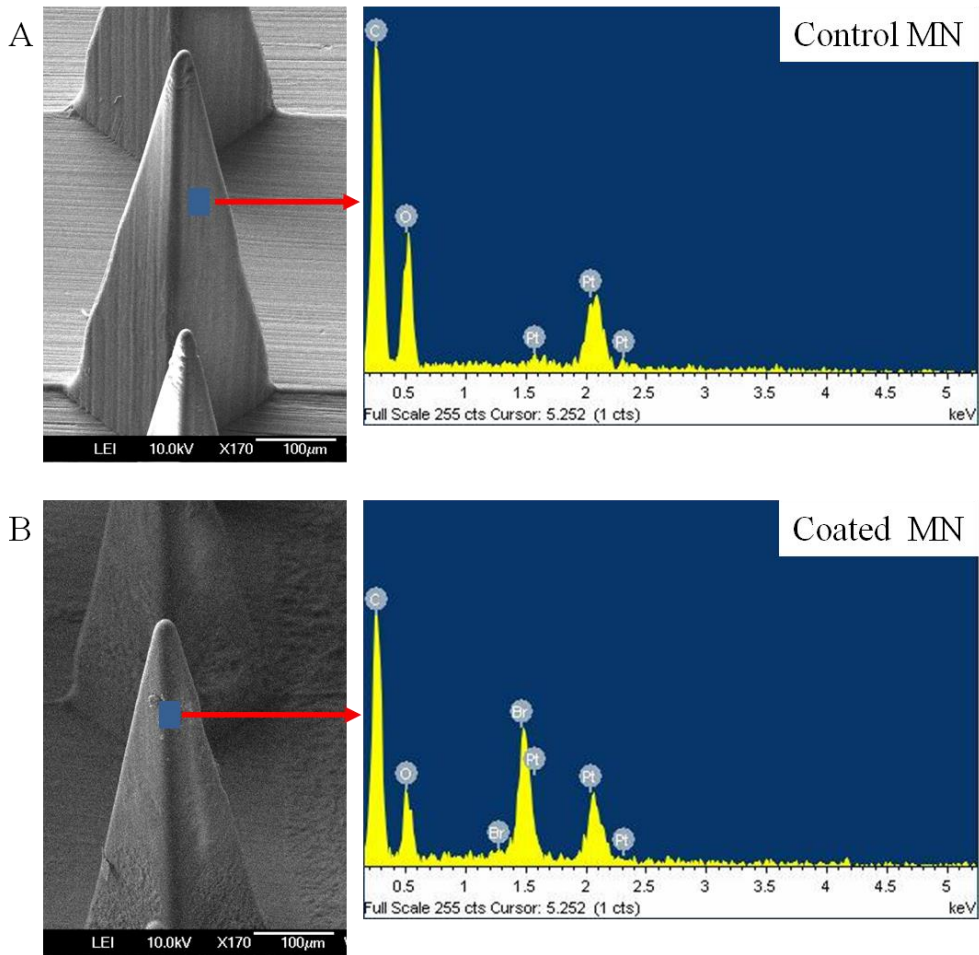 A
Control MN
C
O
Pt
Pt
Pt
0.5 1 1.5 2 2.5 3 3.5 4 4.5 5
Full Scale 255 cts Cursor: 5.252 (1 cts) keV
LEI 10.0kV X170 100μm
B
Coated MN
C
Br
Pt
O
Pt
Br
Pt
0.5 1 1.5 2 2.5 3 3.5 4 4.5 5
Full Scale 255 cts Cursor: 5.252 (1 cts) keV
LEI 10.0kV X170 100μm